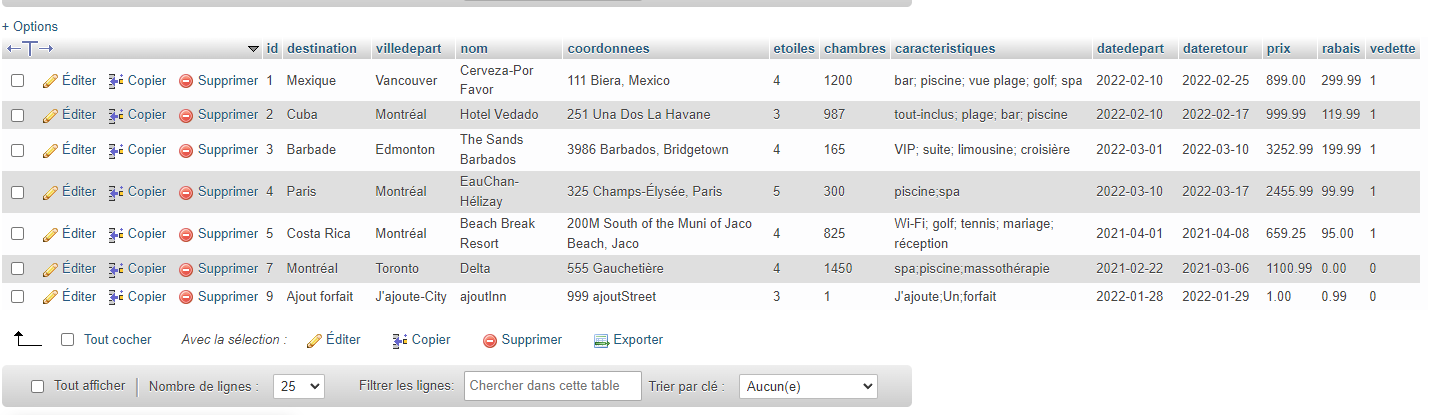 + Options
id destination villedepart nom coordonnees etoiles chambres caracteristiques datedepart dateretour prix rabais vedette
Éditer Copier Supprimer 1 Mexique Vancouver Cerveza-Por Favor 111 Biera, Mexico 4 1200 bar; piscine; vue plage; golf; spa 2022-02-10 2022-02-25 899.00 299.99 1
Éditer Copier Supprimer 2 Cuba Montréal Hotel Vedado 251 Una Dos La Havane 3 987 tout-inclus; plage; bar; piscine 2022-02-10 2022-02-17 999.99 119.99 1
Éditer Copier Supprimer 3 Barbade Edmonton The Sands Barbados 3986 Barbados, Bridgetown 4 165 VIP; suite; limousine; croisière 2022-03-01 2022-03-10 3252.99 199.99 1
Éditer Copier Supprimer 4 Paris Montréal EauChan-Hélizay 325 Champs-Élysée, Paris 5 300 piscine;spa 2022-03-10 2022-03-17 2455.99 99.99 1
Éditer Copier Supprimer 5 Costa Rica Montréal Beach Break Resort 200M South of the Muni of Jaco Beach, Jaco 4 825 Wi-Fi; golf; tennis; mariage; réception 2021-04-01 2021-04-08 659.25 95.00 1
Éditer Copier Supprimer 7 Montréal Toronto Delta 555 Gauchetière 4 1450 spa;piscine;massothérapie 2021-02-22 2021-03-06 1100.99 0.00 0
Éditer Copier Supprimer 9 Ajout forfait J'ajoute-City ajoutInn 999 ajoutStreet 3 1 J'ajoute;Un;forfait 2022-01-28 2022-01-29 1.00 0.99 0
Tout cocher Avec la sélection : Éditer Copier Supprimer Exporter
Tout afficher Nombre de lignes : 25 Filtrer les lignes: Chercher dans cette table Trier par clé : Aucun(e)